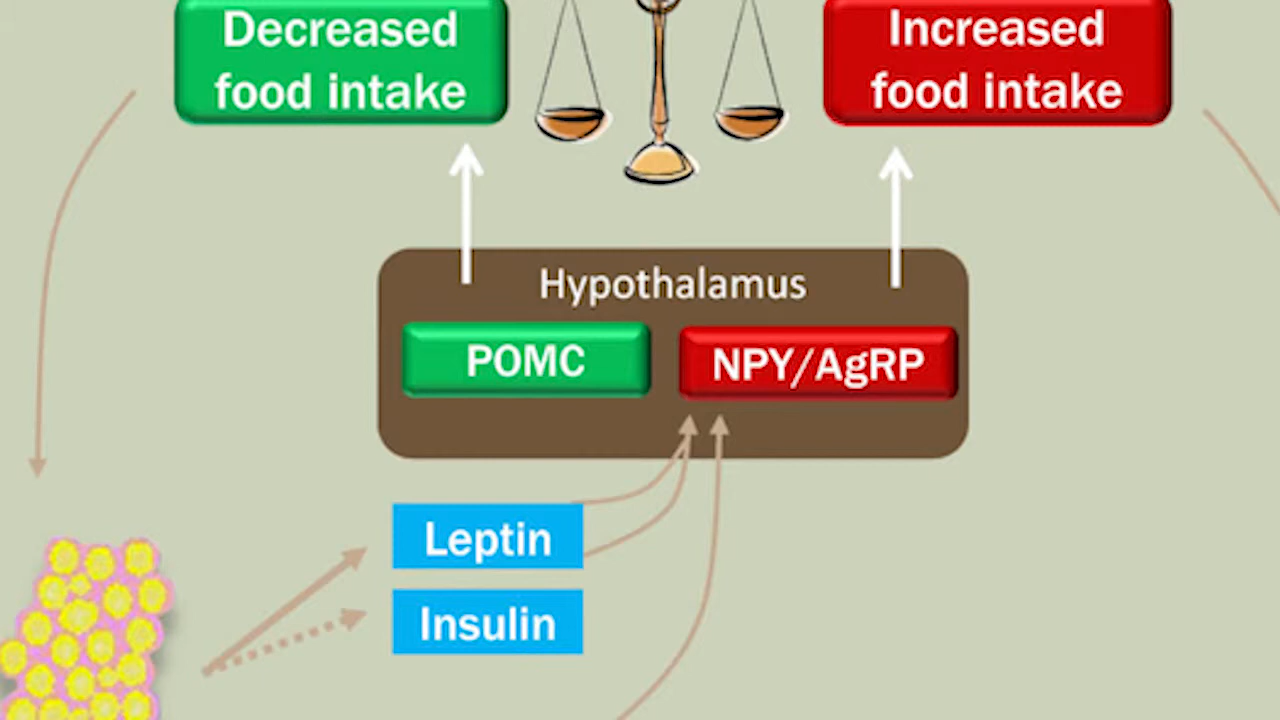 Decreased
food intake
Increased
food intake
Hypothalamus
POMC
NPY/AgRP
Leptin
Insulin